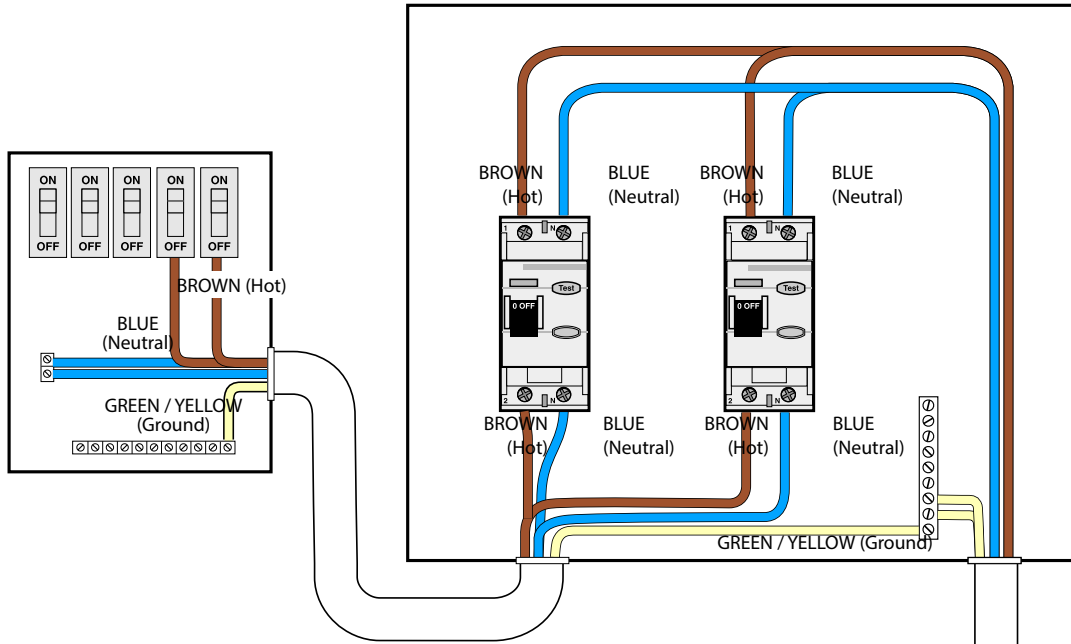 BROWN
(Hot)
BLUE
(Neutral)
BROWN
(Hot)
BLUE
(Neutral)
ON
ON
ON
ON
ON
OFF
OFF
OFF
OFF
OFF
1
N
1
N
Test
Test
0 OFF
0 OFF
2
N
2
N
BROWN (Hot)
BLUE
(Neutral)
GREEN / YELLOW
(Ground)
BROWN
(Hot)
BLUE
(Neutral)
BROWN
(Hot)
BLUE
(Neutral)
GREEN / YELLOW (Ground)